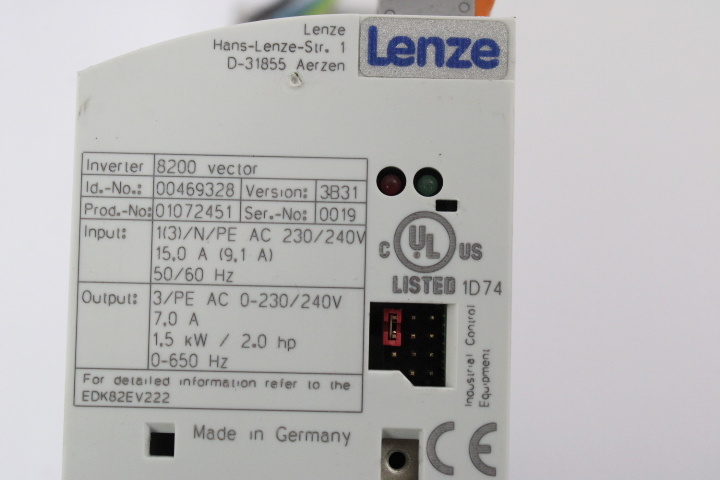 Lenze
Hans-Lenze-Str. 1
D-31855 Aerzen
Lenze
Inverter 8200 vector
Id.-No.: 00469328 Version: 3B31
Prod.-No: 01072451 Ser.-No: 0019
Input: 1(3)/N/PE AC 230/240V
15,0 A (9,1 A)
50/60 Hz
Output: 3/PE AC 0-230/240V
7,0 A
1,5 kW / 2.0 hp
0-650 Hz
For detailed information refer to the
EDK82EV222
C UL US
LISTED 1D74
Industrial Control
Equipment
Made in Germany
CE